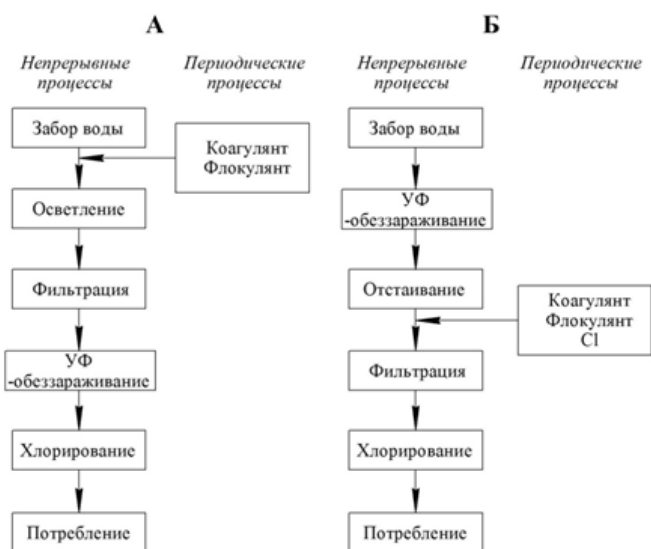 А
Непрерывные
процессы
Периодические
процессы
Забор воды
Коагулянт
Флокулянт
Осветление
Фильтрация
УФ
-обеззараживание
Хлорирование
Потребление
Б
Непрерывные
процессы
Периодические
процессы
Забор воды
УФ
-обеззараживание
Отстаивание
Коагулянт
Флокулянт
Cl
Фильтрация
Хлорирование
Потребление